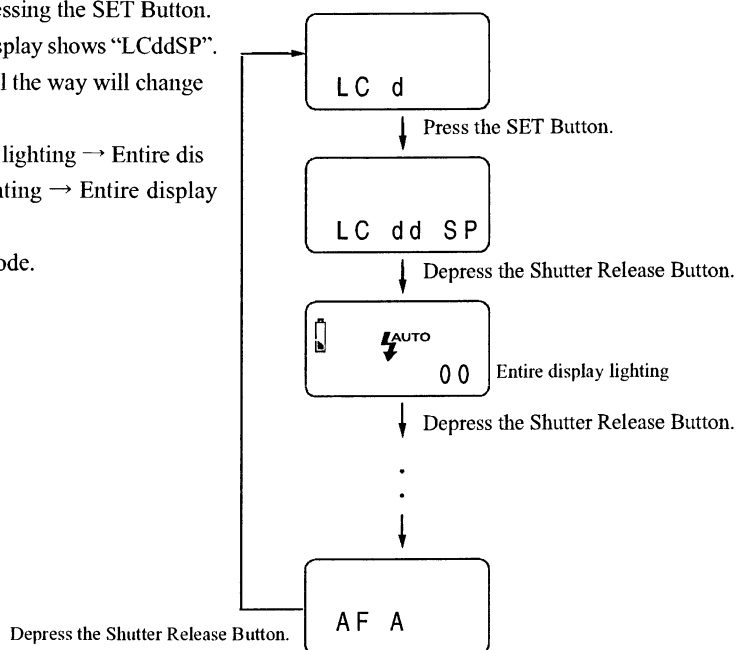 essing the SET Button.
splay shows “LCddSP”.
l the way will change
lighting → Entire dis
nting → Entire display
ode.
LC d
Press the SET Button.
LC dd SP
Depress the Shutter Release Button.
AUTO
00
Entire display lighting
Depress the Shutter Release Button.
AF A
Depress the Shutter Release Button.